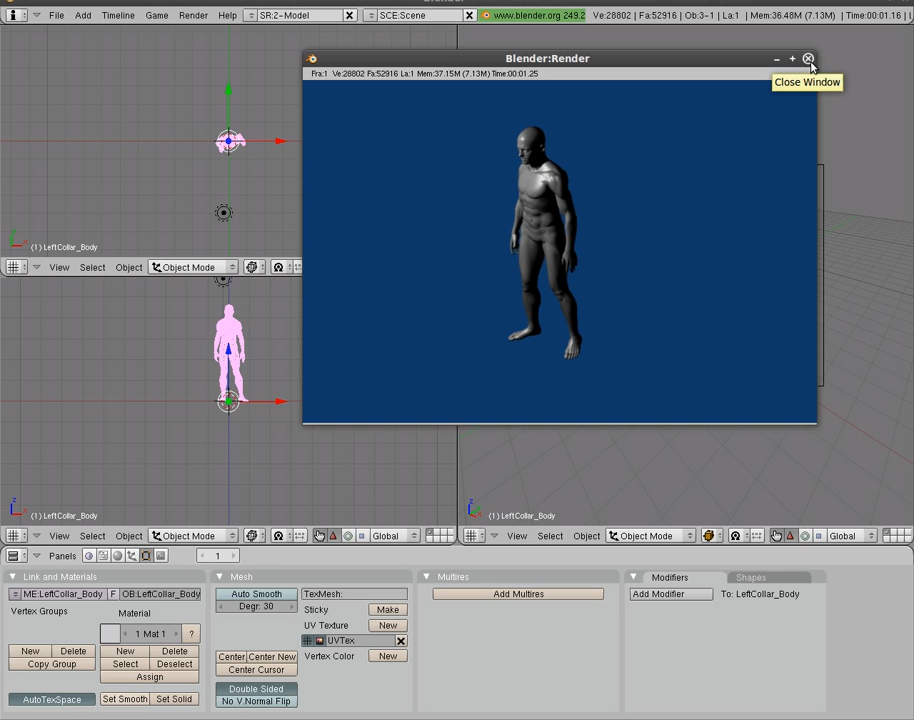 File Add Timeline Game Render Help SR:2-Model SCE:Scene www.blender.org 249.2 Ve:28802 | Fa:52916 | Ob:3-1 | La:1 | Mem:36.48M (7.13M) | Time:00:01.16 |
Blender:Render
Fra:1 Ve:28802 Fa:52916 La:1 Mem:37.15M (7.13M) Time:00:01.25
Close Window
(1) LeftCollar_Body
View Select Object Object Mode
(1) LeftCollar_Body
(1) LeftCollar_Body
View Select Object Object Mode Global
View Select Object Object Mode Global
Panels 1
Link and Materials
ME:LeftCollar_Body F OB:LeftCollar_Body
Vertex Groups
Material
1 Mat 1 ?
New Delete New Delete
Copy Group Select Deselect
Assign
AutoTexSpace Set Smooth Set Solid
Mesh
Auto Smooth TexMesh:
Degr: 30 Sticky Make
UV Texture New
UVTex
Center Center New Vertex Color New
Center Cursor
Double Sided
No V.Normal Flip
Multires
Add Multires
Modifiers Shapes
Add Modifier To: LeftCollar_Body